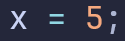 x = 5;